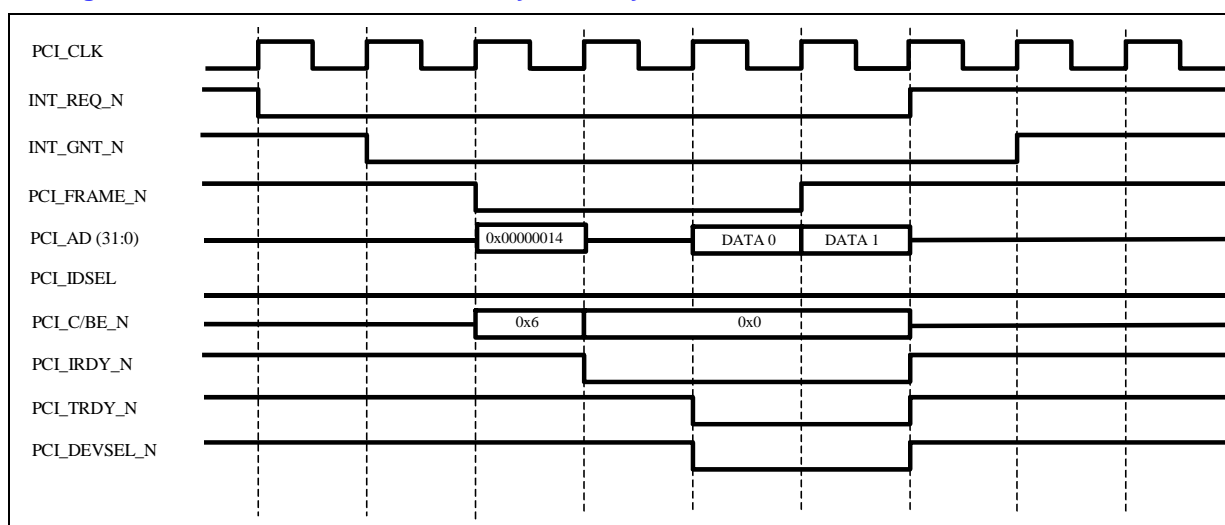 PCI_CLK
INT_REQ_N
INT_GNT_N
PCI_FRAME_N
PCI_AD (31:0) 0x00000014 DATA 0 DATA 1
PCI_IDSEL
PCI_C/BE_N 0x6 0x0
PCI_IRDY_N
PCI_TRDY_N
PCI_DEVSEL_N